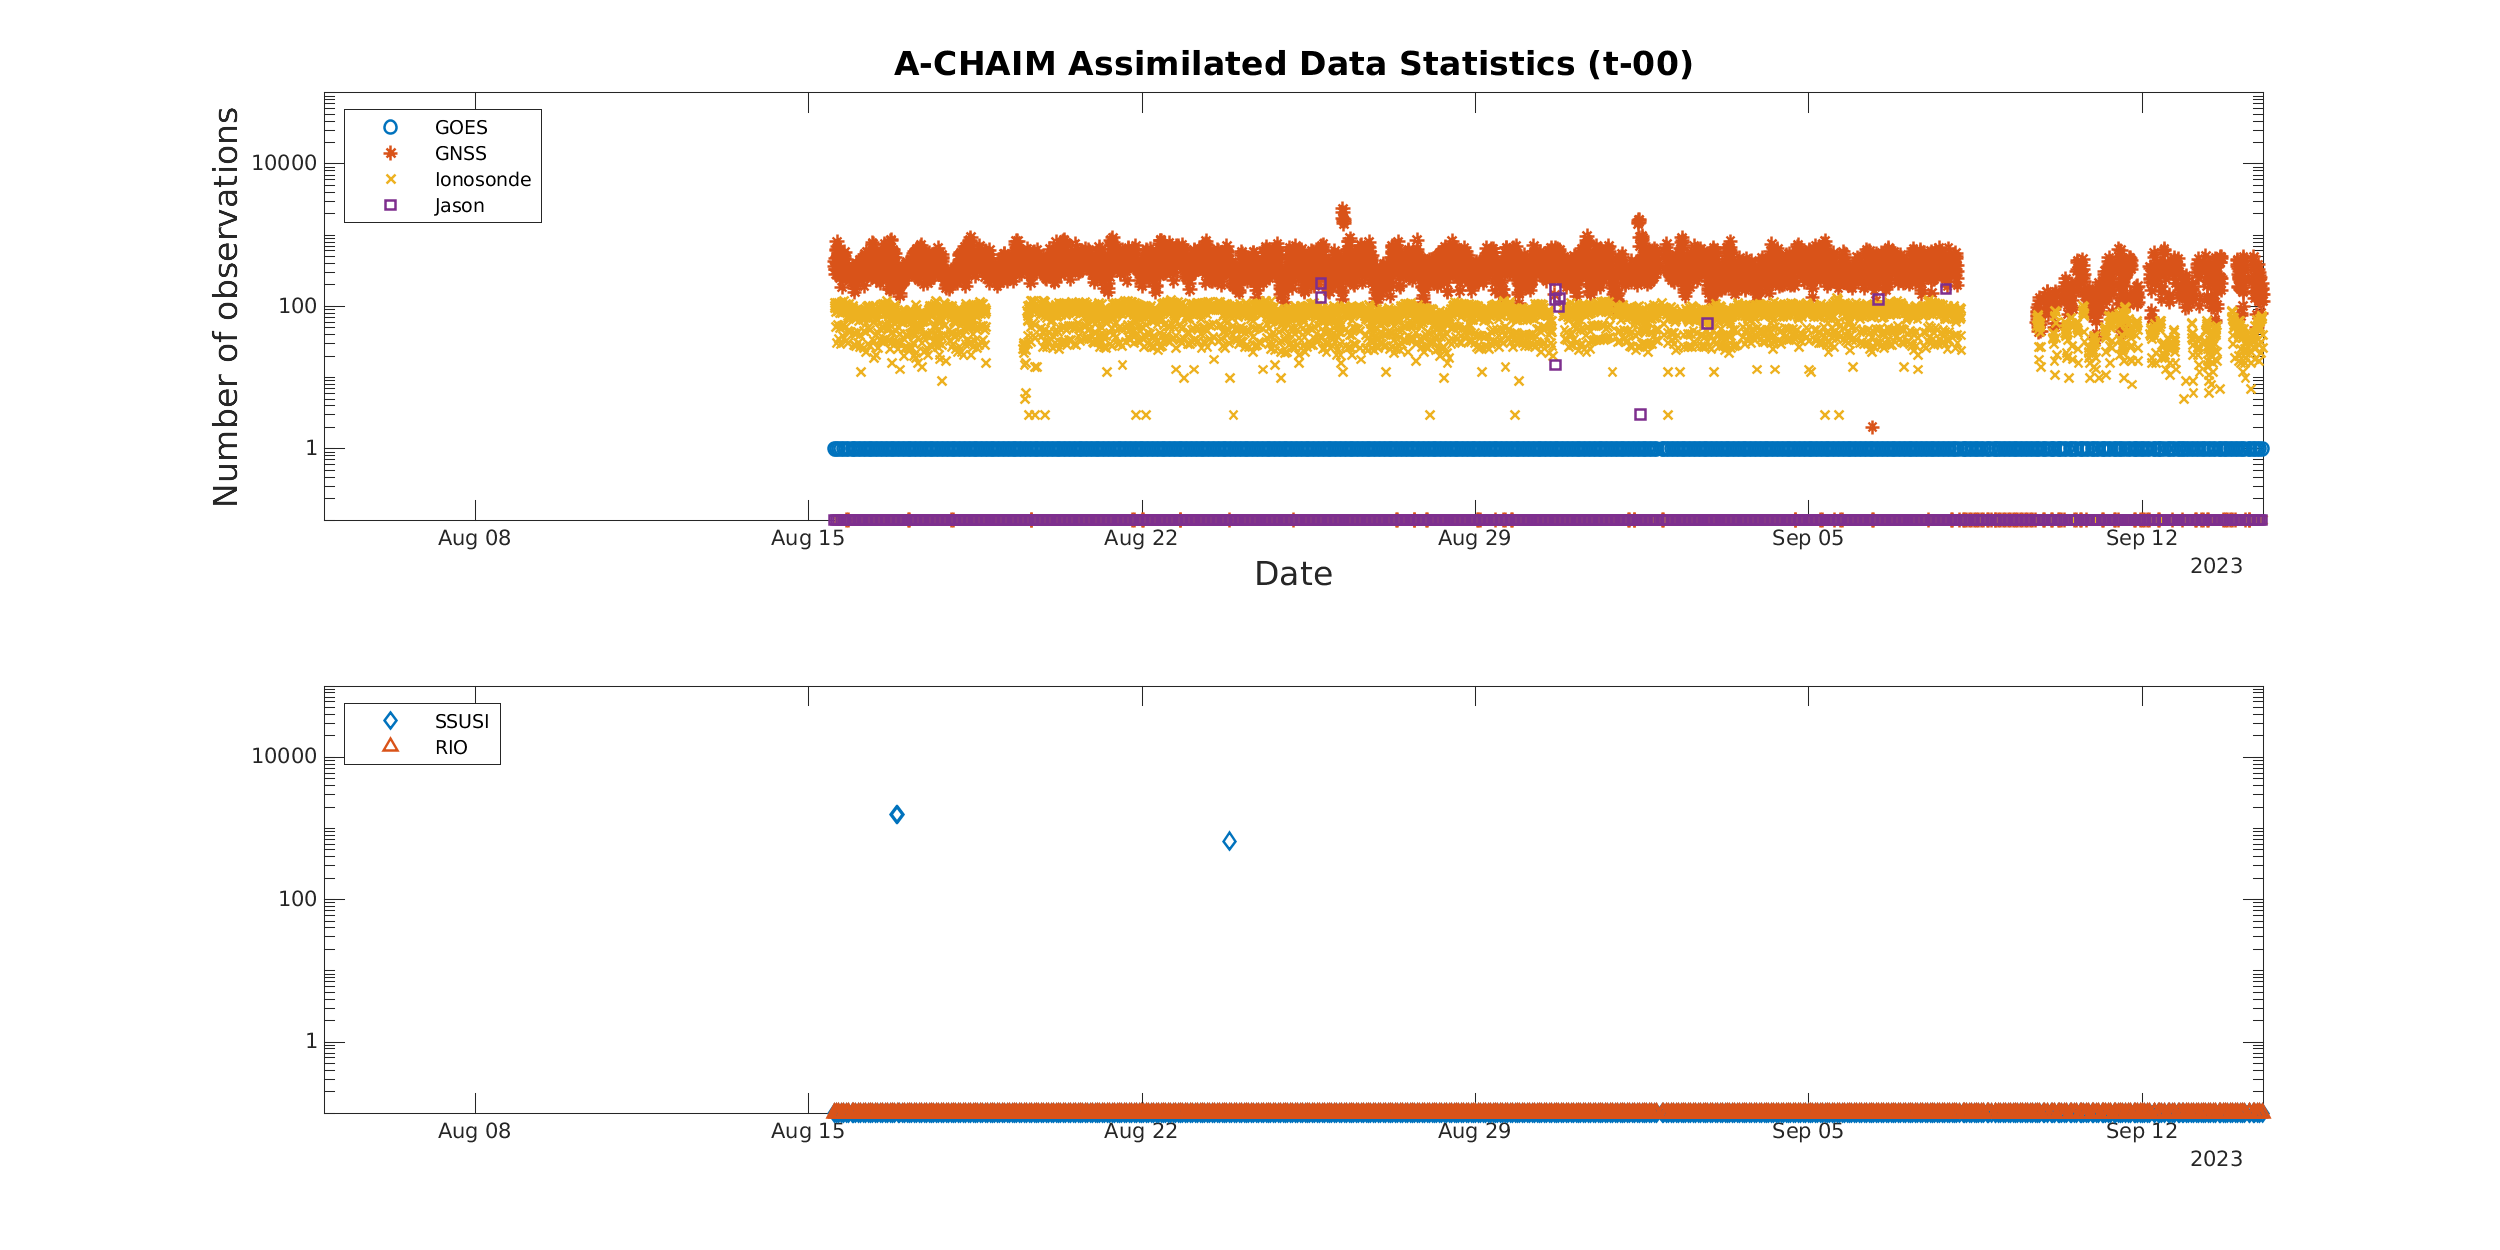 A-CHAIM Assimilated Data Statistics (t-00)
Number of observations
GOES
GNSS
Ionosonde
Jason
10000
100
1
Aug 08
Aug 15
Aug 22
Aug 29
Sep 05
Sep 12
2023
Date
SSUSI
RIO
10000
100
1
Aug 08
Aug 15
Aug 22
Aug 29
Sep 05
Sep 12
2023